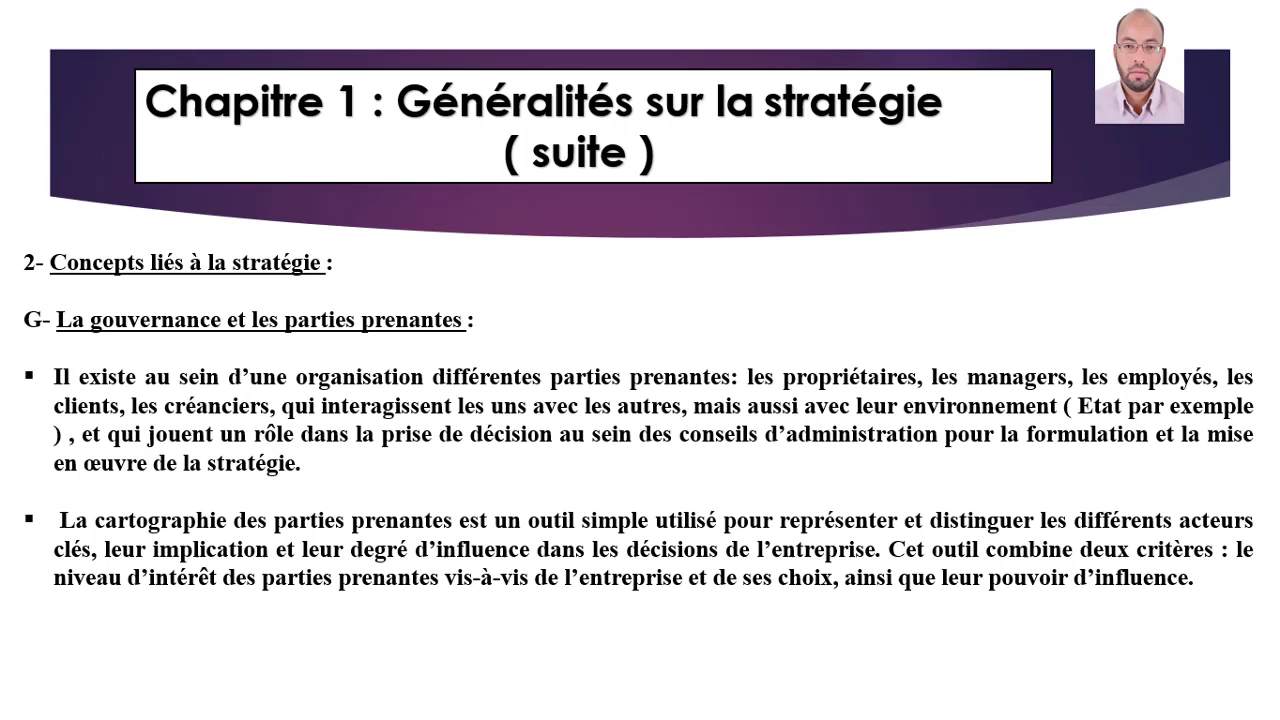 Chapitre 1 : Généralités sur la stratégie
( suite )
2- Concepts liés à la stratégie :
G- La gouvernance et les parties prenantes :
▪ Il existe au sein d’une organisation différentes parties prenantes: les propriétaires, les managers, les employés, les
clients, les créanciers, qui interagissent les uns avec les autres, mais aussi avec leur environnement ( Etat par exemple
) , et qui jouent un rôle dans la prise de décision au sein des conseils d’administration pour la formulation et la mise
en œuvre de la stratégie.
▪ La cartographie des parties prenantes est un outil simple utilisé pour représenter et distinguer les différents acteurs
clés, leur implication et leur degré d’influence dans les décisions de l’entreprise. Cet outil combine deux critères : le
niveau d’intérêt des parties prenantes vis-à-vis de l’entreprise et de ses choix, ainsi que leur pouvoir d’influence.